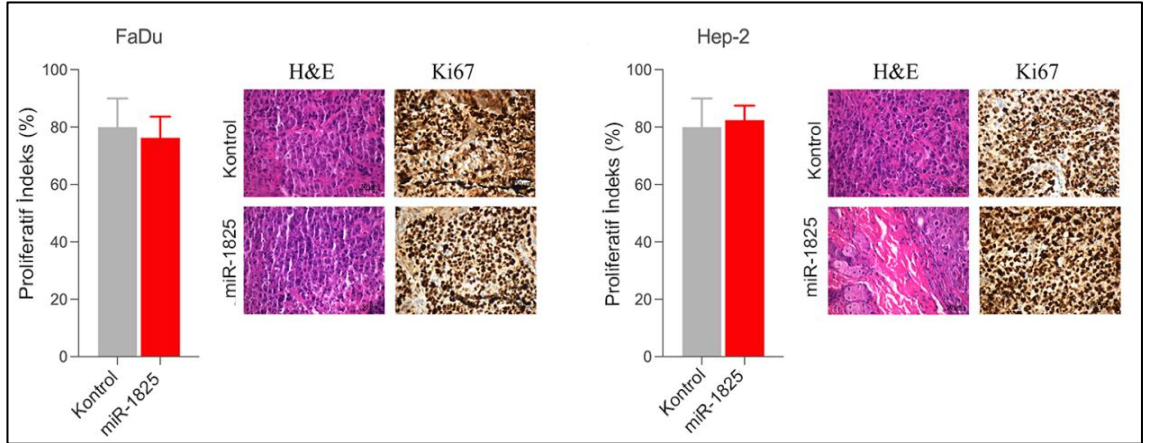 FaDu
Proliferatif İndeks (%)
100
80
60
40
20
0
Kontrol
miR-1825
H&E
Ki67
Kontrol
miR-1825
Hep-2
Proliferatif İndeks (%)
100
80
60
40
20
0
Kontrol
miR-1825
H&E
Ki67
Kontrol
miR-1825